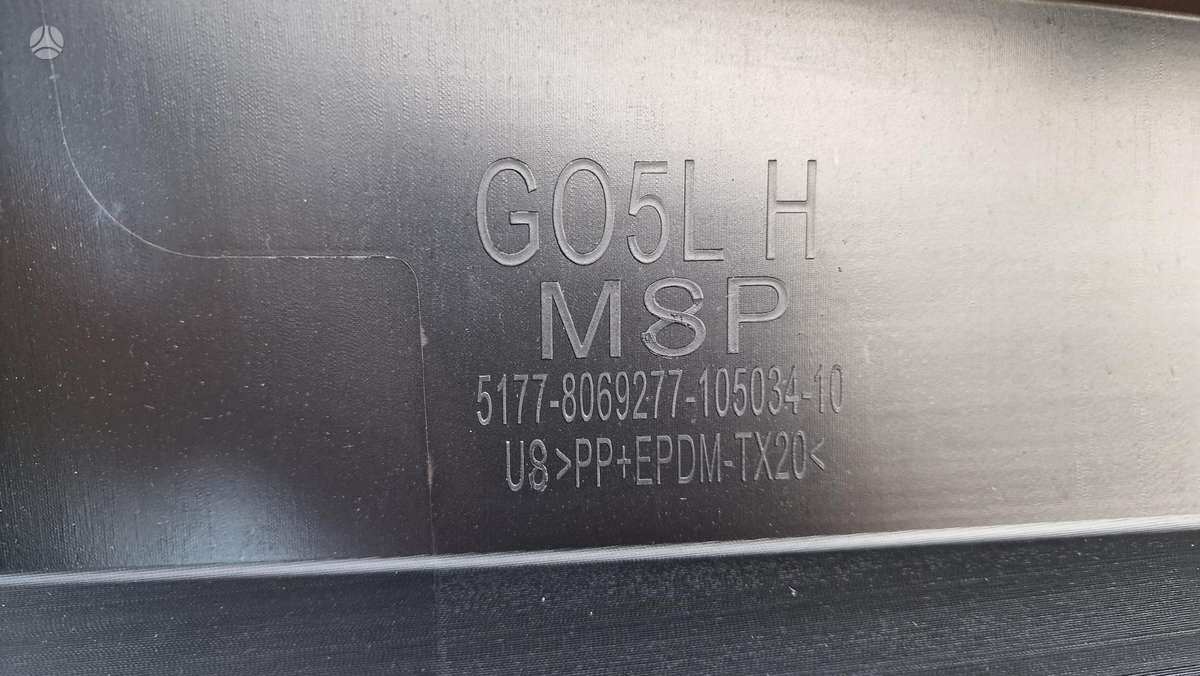 GO5L H
M8P
5177-8069277-105034-10
U8 >PP+EPDM-TX20<